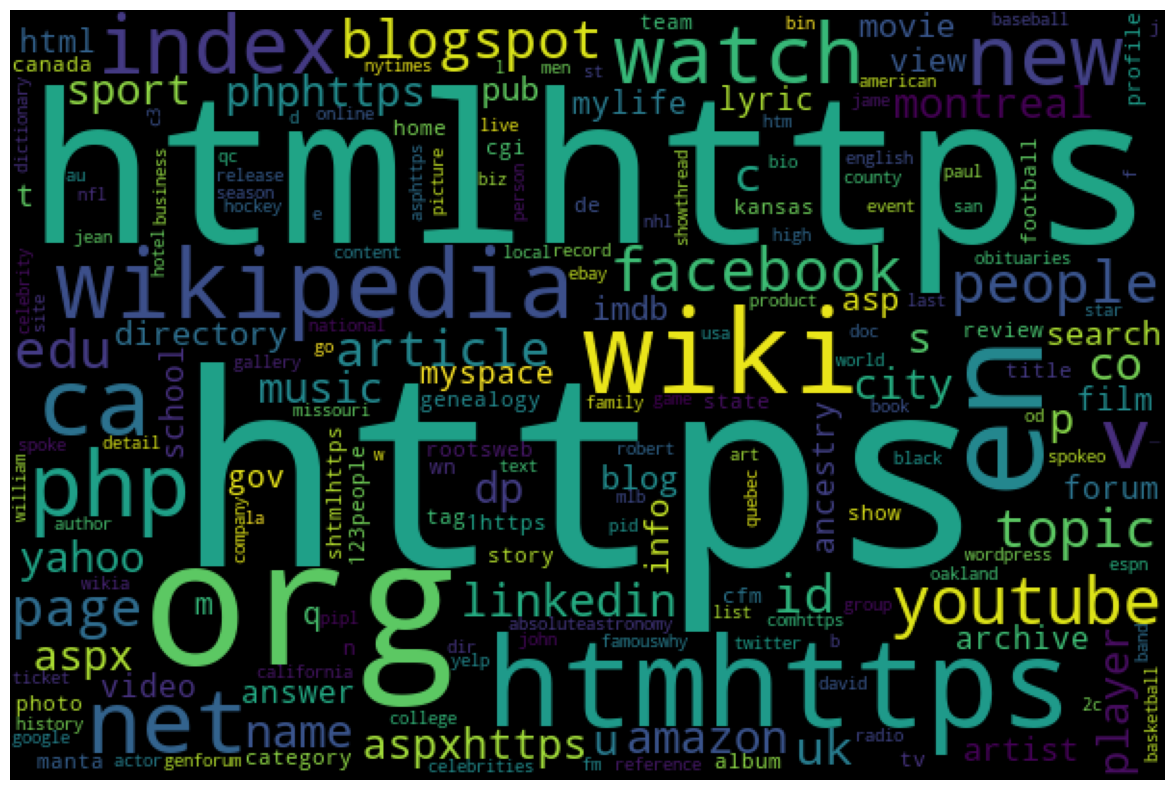 html index blogspot watch team bin movie baseball j
canada nytimes l men st view new american profile
sport phphttps pub mylife lyric jame montreal
dictionary c3 d online home live cgi htm
htmlhttps
t au nfl qc release season hockey e business hotel asphttps picture biz person de nhl showthread c bio english county kansas event paul san football f
jean content local record high obituaries
wikipedia facebook people
celebrity site ebay imdb product asp last star
directory national usa doc s review search
edu school go gallery article wiki world city en title co
music myspace genealogy family game state book film
ca missouri ancestry od p v
spoke detail rootsweb robert art black spokeo _
php gov w wn text dp blog mlb info quebec forum
william author company la shtmlhttps 123people tag 1https pid show topic
https
yahoo story wordpress espn
wikia oakland
page org m q pipl linkedin cfm list id comhttps group youtube
absoluteastronomy
aspx n john dir yelp famouswhy twitter b archive player band
ticket california htmhttps
video answer david 2c
photo history net name college radio basketball
google aspxhttps u amazon uk tv artist
manta actor genforum category celebrities fm reference album